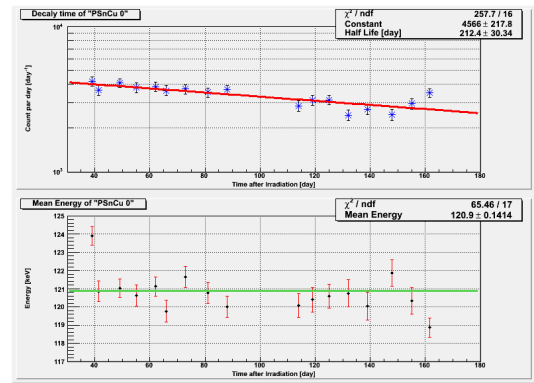 Decaly time of "PSnCu 0"
χ² / ndf 257.7 / 16
Constant 4566 ± 217.8
Half Life [day] 212.4 ± 30.34
10⁴
Count par day [day⁻¹]
10³
40 60 80 100 120 140 160 180
Time after Irradiation [day]
Mean Energy of "PSnCu 0"
χ² / ndf 65.46 / 17
Mean Energy 120.9 ± 0.1414
125
124
123
122
121
120
119
118
117
Energy [keV]
40 60 80 100 120 140 160 180
Time after Irradiation [day]